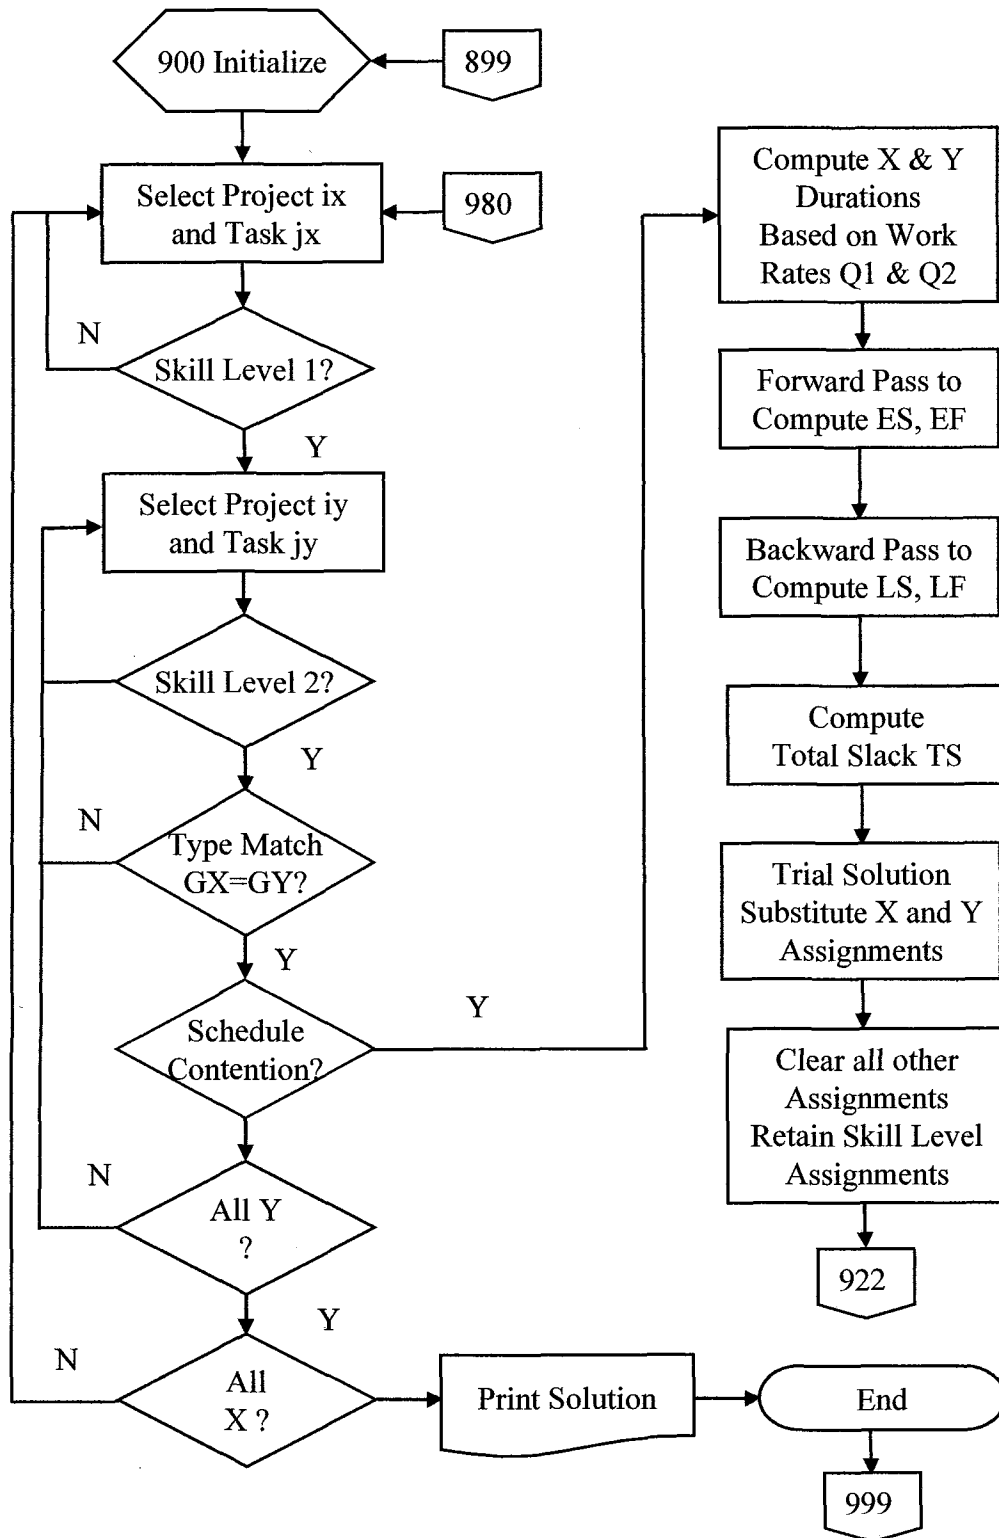 900 Initialize
899
Select Project ix
and Task jx
980
N
Skill Level 1?
Y
Select Project iy
and Task jy
Skill Level 2?
Y
N
Type Match
GX=GY?
Y
Schedule
Contention?
Y
N
All Y
?
Y
N
All
X ?
Print Solution
End
999
Compute X & Y
Durations
Based on Work
Rates Q1 & Q2
Forward Pass to
Compute ES, EF
Backward Pass to
Compute LS, LF
Compute
Total Slack TS
Trial Solution
Substitute X and Y
Assignments
Clear all other
Assignments
Retain Skill Level
Assignments
922